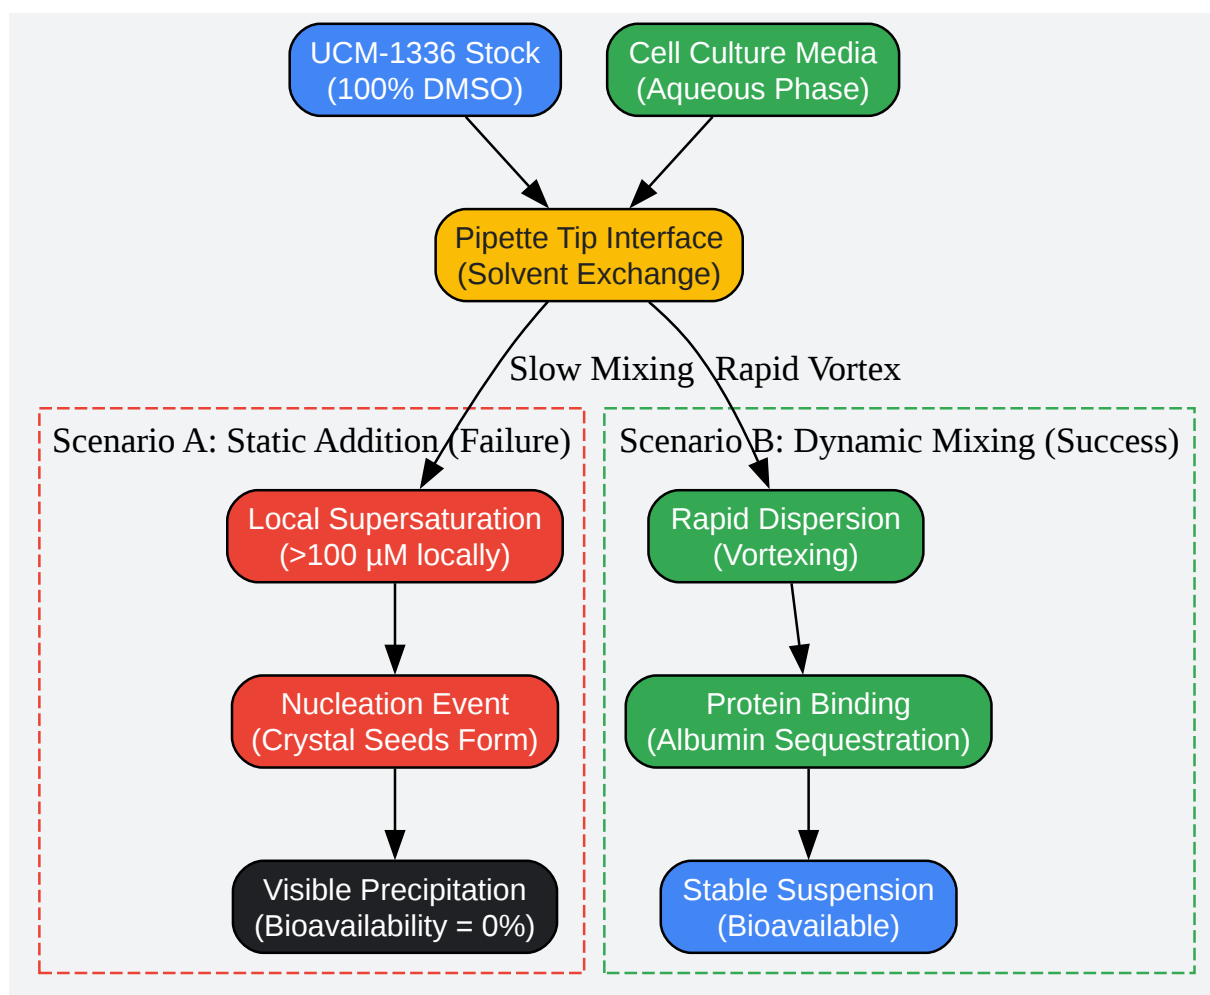 UCM-1336 Stock
(100% DMSO)
Cell Culture Media
(Aqueous Phase)
Pipette Tip Interface
(Solvent Exchange)
Slow Mixing
Rapid Vortex
Scenario A: Static Addition (Failure)
Local Supersaturation
(>100 µM locally)
Nucleation Event
(Crystal Seeds Form)
Visible Precipitation
(Bioavailability = 0%)
Scenario B: Dynamic Mixing (Success)
Rapid Dispersion
(Vortexing)
Protein Binding
(Albumin Sequestration)
Stable Suspension
(Bioavailable)